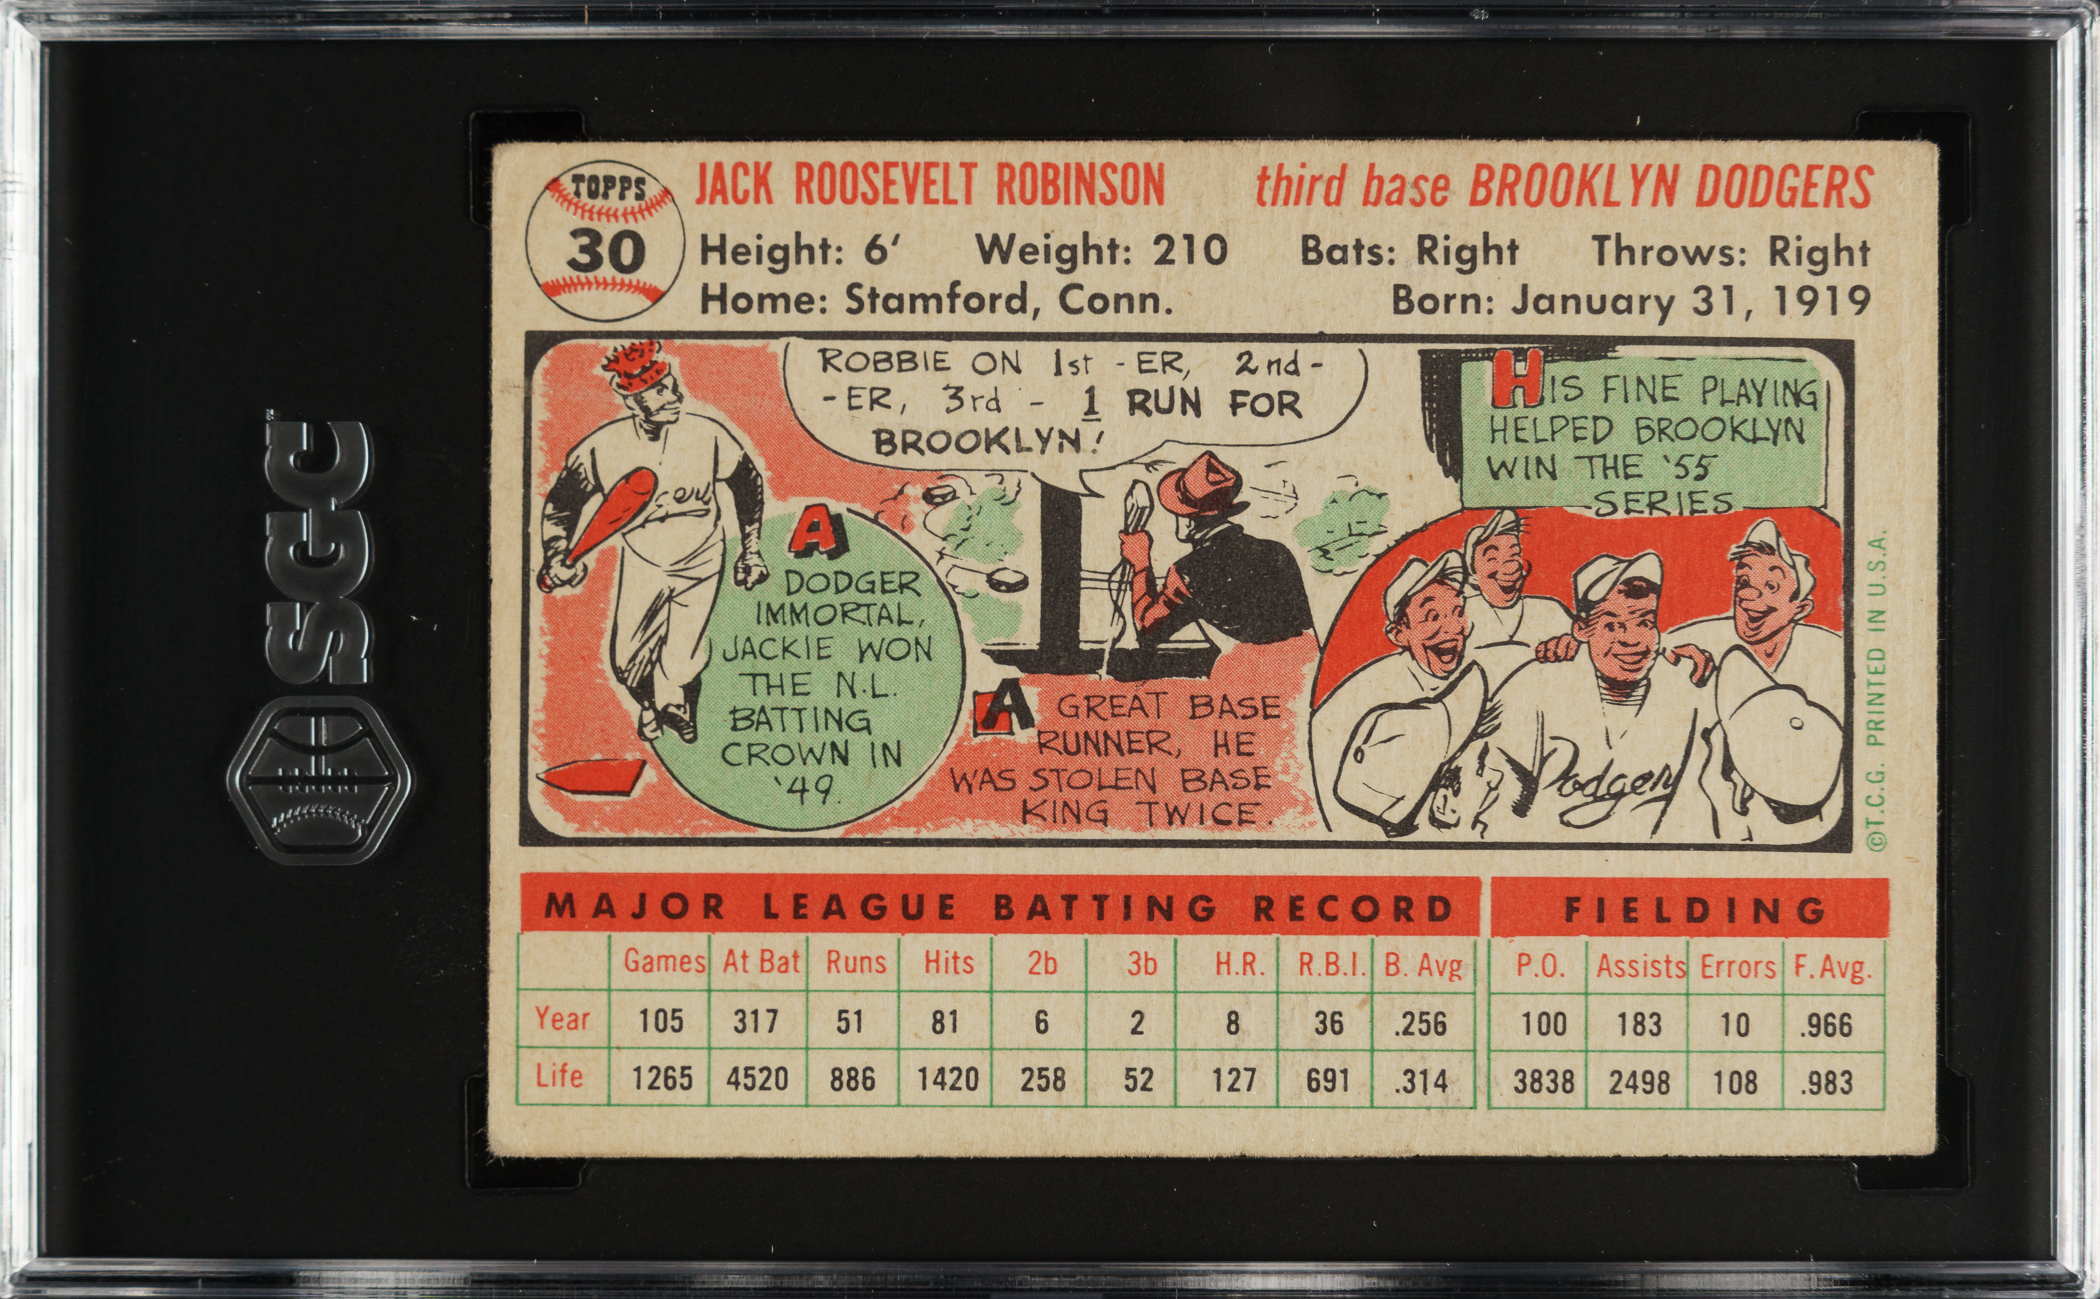 SGC
TOPPS
30
JACK ROOSEVELT ROBINSON third base BROOKLYN DODGERS
Height: 6' Weight: 210 Bats: Right Throws: Right
Home: Stamford, Conn. Born: January 31, 1919
ROBBIE ON 1st -ER, 2nd-
-ER, 3rd - 1 RUN FOR
BROOKLYN!
A
DODGER
IMMORTAL,
JACKIE WON
THE N.L.
BATTING
CROWN IN
'49.
A GREAT BASE
RUNNER, HE
WAS STOLEN BASE
KING TWICE.
HIS FINE PLAYING
HELPED BROOKLYN
WIN THE '55
SERIES
Dodgers
©T.C.G. PRINTED IN U.S.A.
MAJOR LEAGUE BATTING RECORD FIELDING
Games At Bat Runs Hits 2b 3b H.R. R.B.I. B. Avg P.O. Assists Errors F. Avg.
Year 105 317 51 81 6 2 8 36 .256 100 183 10 .966
Life 1265 4520 886 1420 258 52 127 691 .314 3838 2498 108 .983